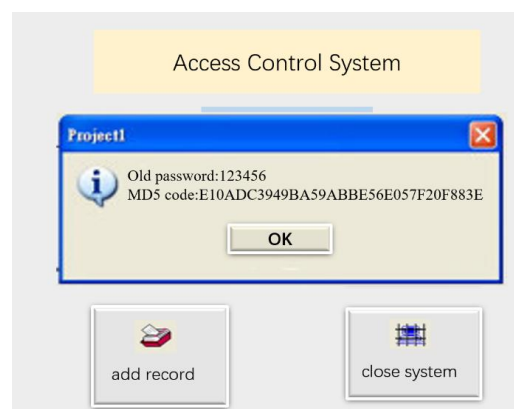 Access Control System
Project1
Old password:123456
MD5 code:E10ADC3949BA59ABBE56E057F20F883E
OK
add record
close system